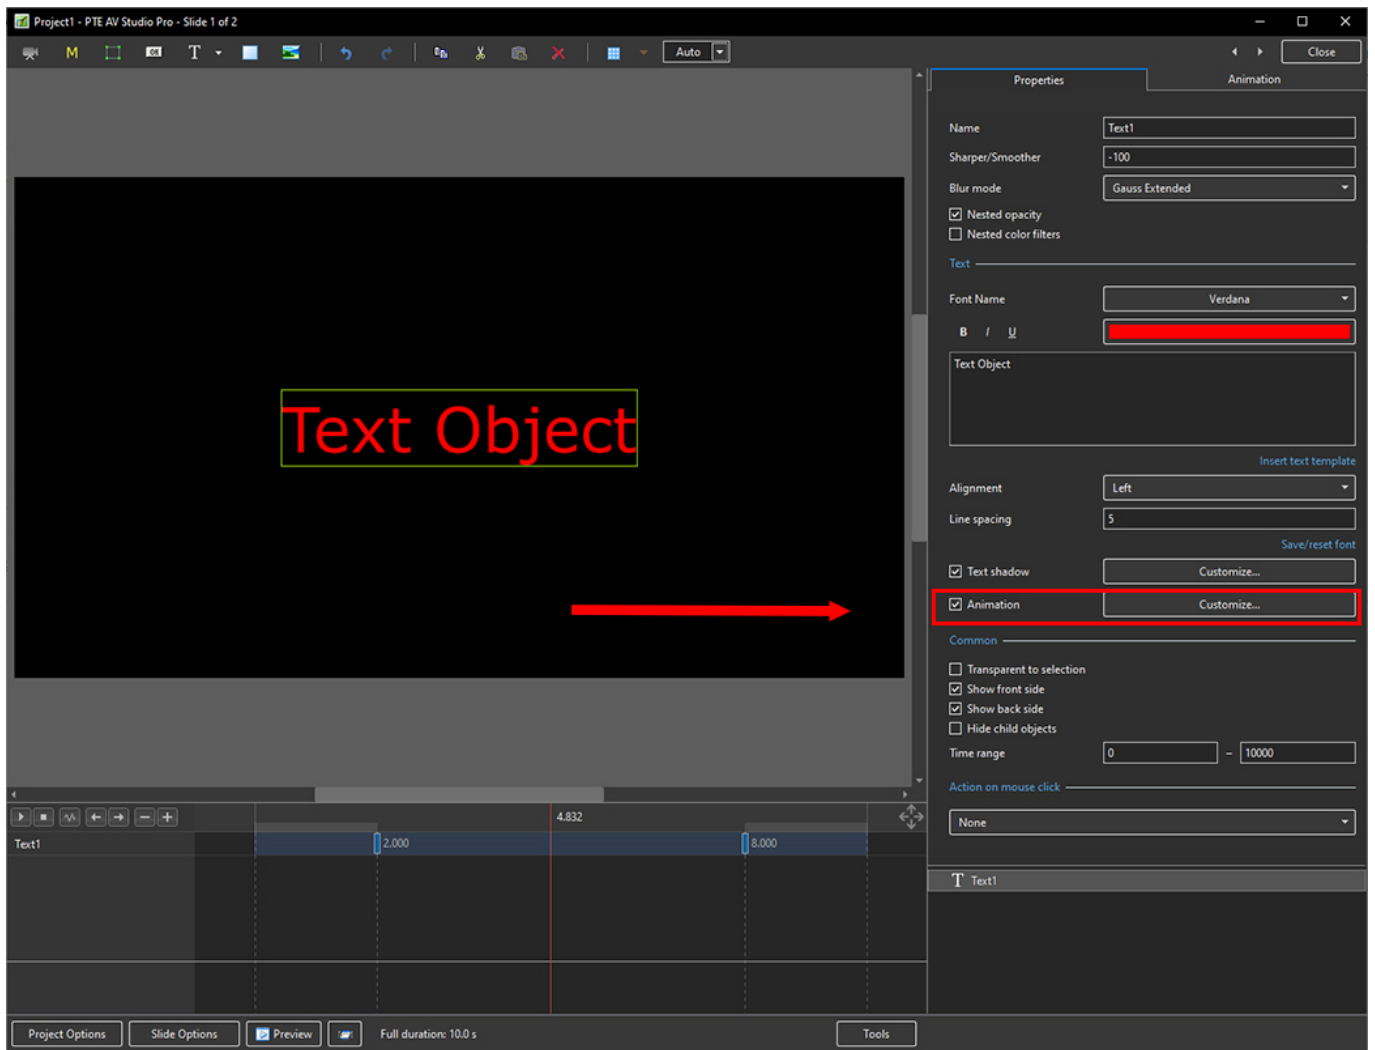 Project1 - PTE AV Studio Pro - Slide 1 of 2
M OK T Auto Close
Properties Animation
Name Text1
Sharper/Smoother -100
Blur mode Gauss Extended
Nested opacity
Nested color filters
Text
Font Name Verdana
B I U
Text Object
Text Object
Insert text template
Alignment Left
Line spacing 5
Save/reset font
Text shadow Customize...
Animation Customize...
Common
Transparent to selection
Show front side
Show back side
Hide child objects
Time range 0 - 10000
Action on mouse click
None
4.832
Text1 2.000 8.000
T Text1
Project Options Slide Options Preview Full duration: 10.0 s Tools